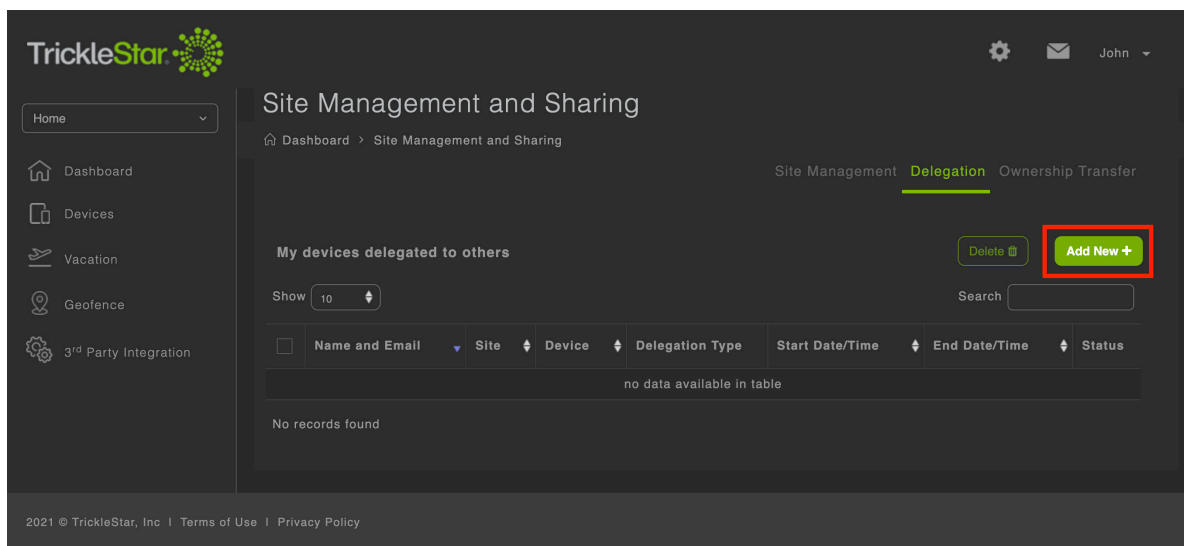 TrickleStar
John
Home
Site Management and Sharing
Dashboard > Site Management and Sharing
Dashboard
Devices
Vacation
Geofence
3rd Party Integration
Site Management Delegation Ownership Transfer
My devices delegated to others
Delete
Add New +
Show 10
Search
Name and Email Site Device Delegation Type Start Date/Time End Date/Time Status
no data available in table
No records found
2021 © TrickleStar, Inc | Terms of Use | Privacy Policy